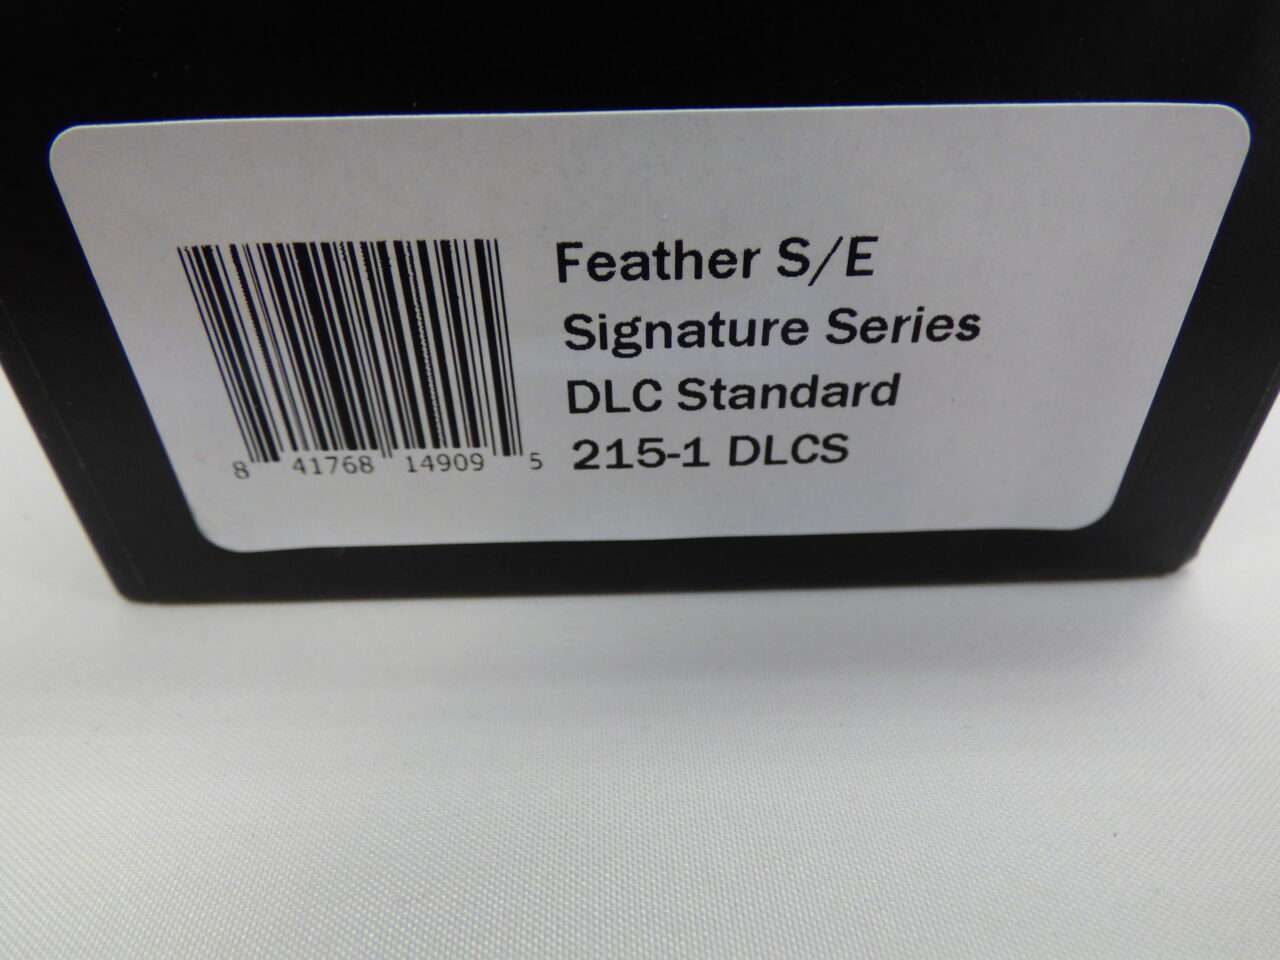 Feather S/E
Signature Series
DLC Standard
215-1 DLCS
8 41768 14909 5